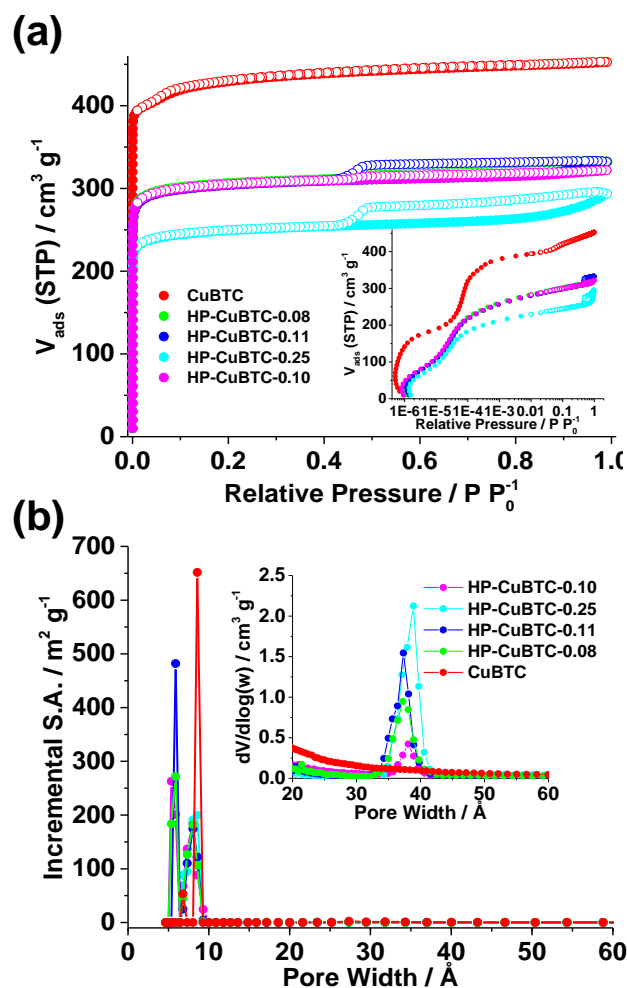 (a)
V_ads (STP) / cm³ g⁻¹
400
300
200
100
0
CuBTC
HP-CuBTC-0.08
HP-CuBTC-0.11
HP-CuBTC-0.25
HP-CuBTC-0.10
V_ads (STP) / cm³ g⁻¹
400
300
200
100
0
1E-61E-51E-41E-3 0.01 0.1 1
Relative Pressure / P P₀⁻¹
0.0 0.2 0.4 0.6 0.8 1.0
Relative Pressure / P P₀⁻¹
(b)
Incremental S.A. / m² g⁻¹
700
600
500
400
300
200
100
0
dV/dlog(w) / cm³ g⁻¹
2.5
2.0
1.5
1.0
0.5
0.0
HP-CuBTC-0.10
HP-CuBTC-0.25
HP-CuBTC-0.11
HP-CuBTC-0.08
CuBTC
20 30 40 50 60
Pore Width / Å
0 10 20 30 40 50 60
Pore Width / Å